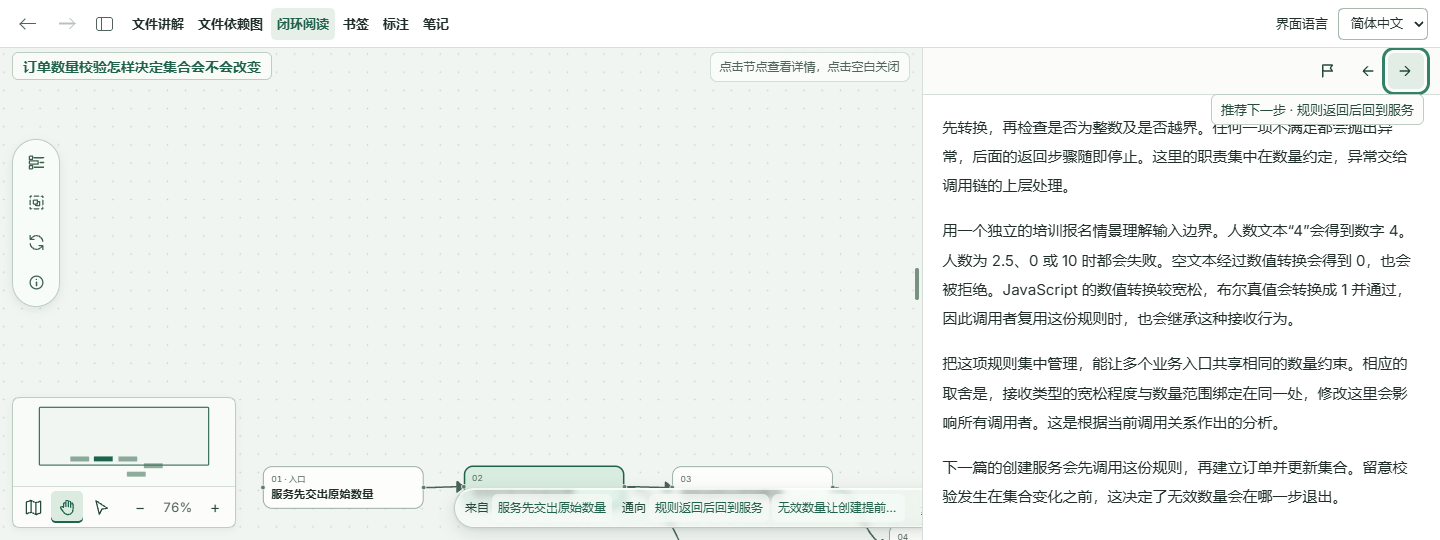 文件讲解 文件依赖图 闭环阅读 书签 标注 笔记
界面语言 简体中文
订单数量校验怎样决定集合会不会改变
点击节点查看详情，点击空白关闭
推荐下一步 · 规则返回后回到服务
先转换，再检查是否为整数及是否越界。任何一项不满足都会抛出异
常，后面的返回步骤随即停止。这里的职责集中在数量约定，异常交给
调用链的上层处理。
用一个独立的培训报名情景理解输入边界。人数文本“4”会得到数字 4。
人数为 2.5、0 或 10 时都会失败。空文本经过数值转换会得到 0，也会
被拒绝。JavaScript 的数值转换较宽松，布尔真值会转换成 1 并通过，
因此调用者复用这份规则时，也会继承这种接收行为。
把这项规则集中管理，能让多个业务入口共享相同的数量约束。相应的
取舍是，接收类型的宽松程度与数量范围绑定在同一处，修改这里会影
响所有调用者。这是根据当前调用关系作出的分析。
下一篇的创建服务会先调用这份规则，再建立订单并更新集合。留意校
验发生在集合变化之前，这决定了无效数量会在哪一步退出。
01 · 入口
服务先交出原始数量
02
03
来自 服务先交出原始数量 通向 规则返回后回到服务 无效数量让创建提前...
04
− 76% +